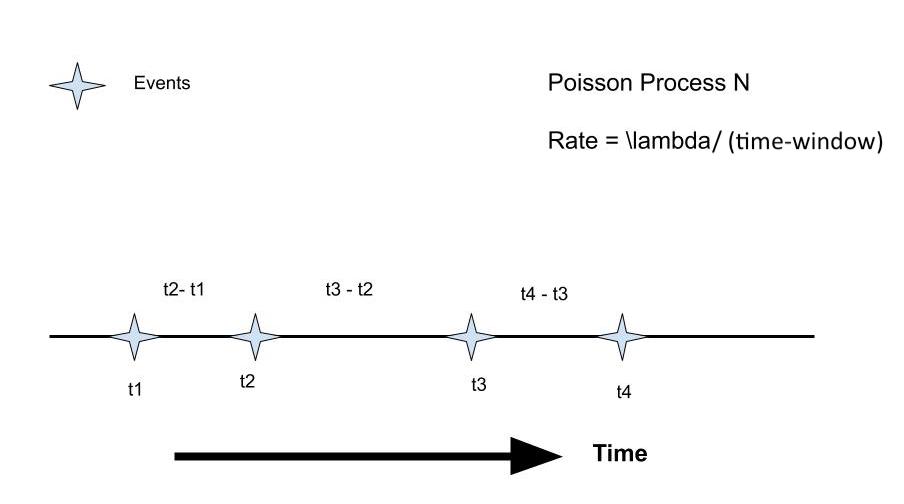 Events
Poisson Process N
Rate = \lambda/ (time-window)
t2- t1
t3 - t2
t4 - t3
t1
t2
t3
t4
Time